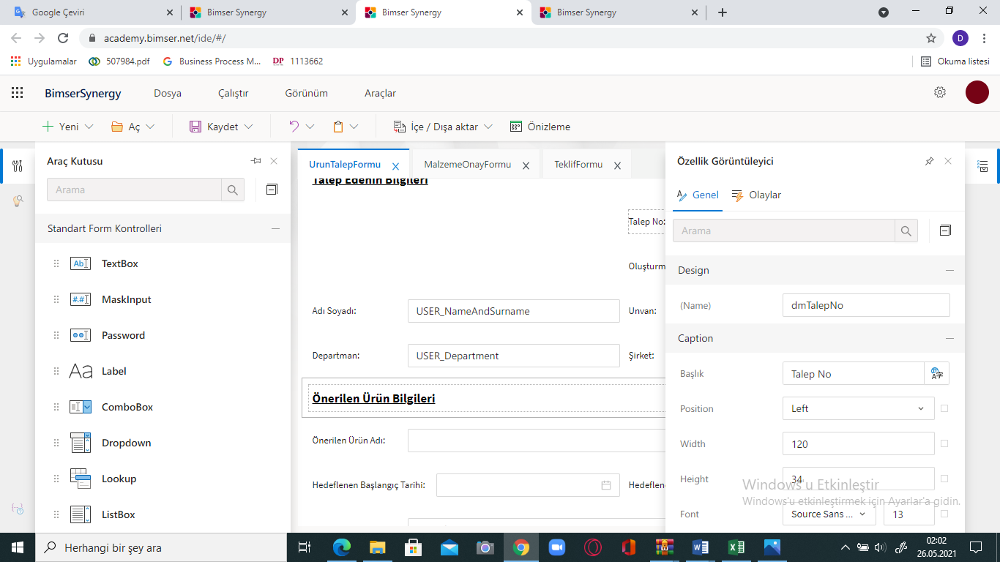 Google Çeviri
Bimser Synergy
Bimser Synergy
Bimser Synergy
academy.bimser.net/ide/#/
D
Uygulamalar
507984.pdf
Business Process M...
DP 1113662
Okuma listesi
BimserSynergy
Dosya
Çalıştır
Görünüm
Araçlar
Yeni
Aç
Kaydet
İçe / Dışa aktar
Önizleme
Araç Kutusu
Arama
Standart Form Kontrolleri
Ab TextBox
#.# MaskInput
Password
Aa Label
ComboBox
Dropdown
Lookup
ListBox
UrunTalepFormu
MalzemeOnayFormu
TeklifFormu
Talep Edenin Bilgileri
Talep No:
Oluşturm
Adı Soyadı:
USER_NameAndSurname
Unvan:
Departman:
USER_Department
Şirket:
Önerilen Ürün Bilgileri
Önerilen Ürün Adı:
Hedeflenen Başlangıç Tarihi:
Hedeflene
Özellik Görüntüleyici
Genel
Olaylar
Arama
Design
(Name)
dmTalepNo
Caption
Başlık
Talep No
Position
Left
Width
120
Height
34
Font
Source Sans ...
13
Windows'u Etkinleştir
Windows'u etkinleştirmek için Ayarlar'a gidin.
Herhangi bir şey ara
02:02
26.05.2021